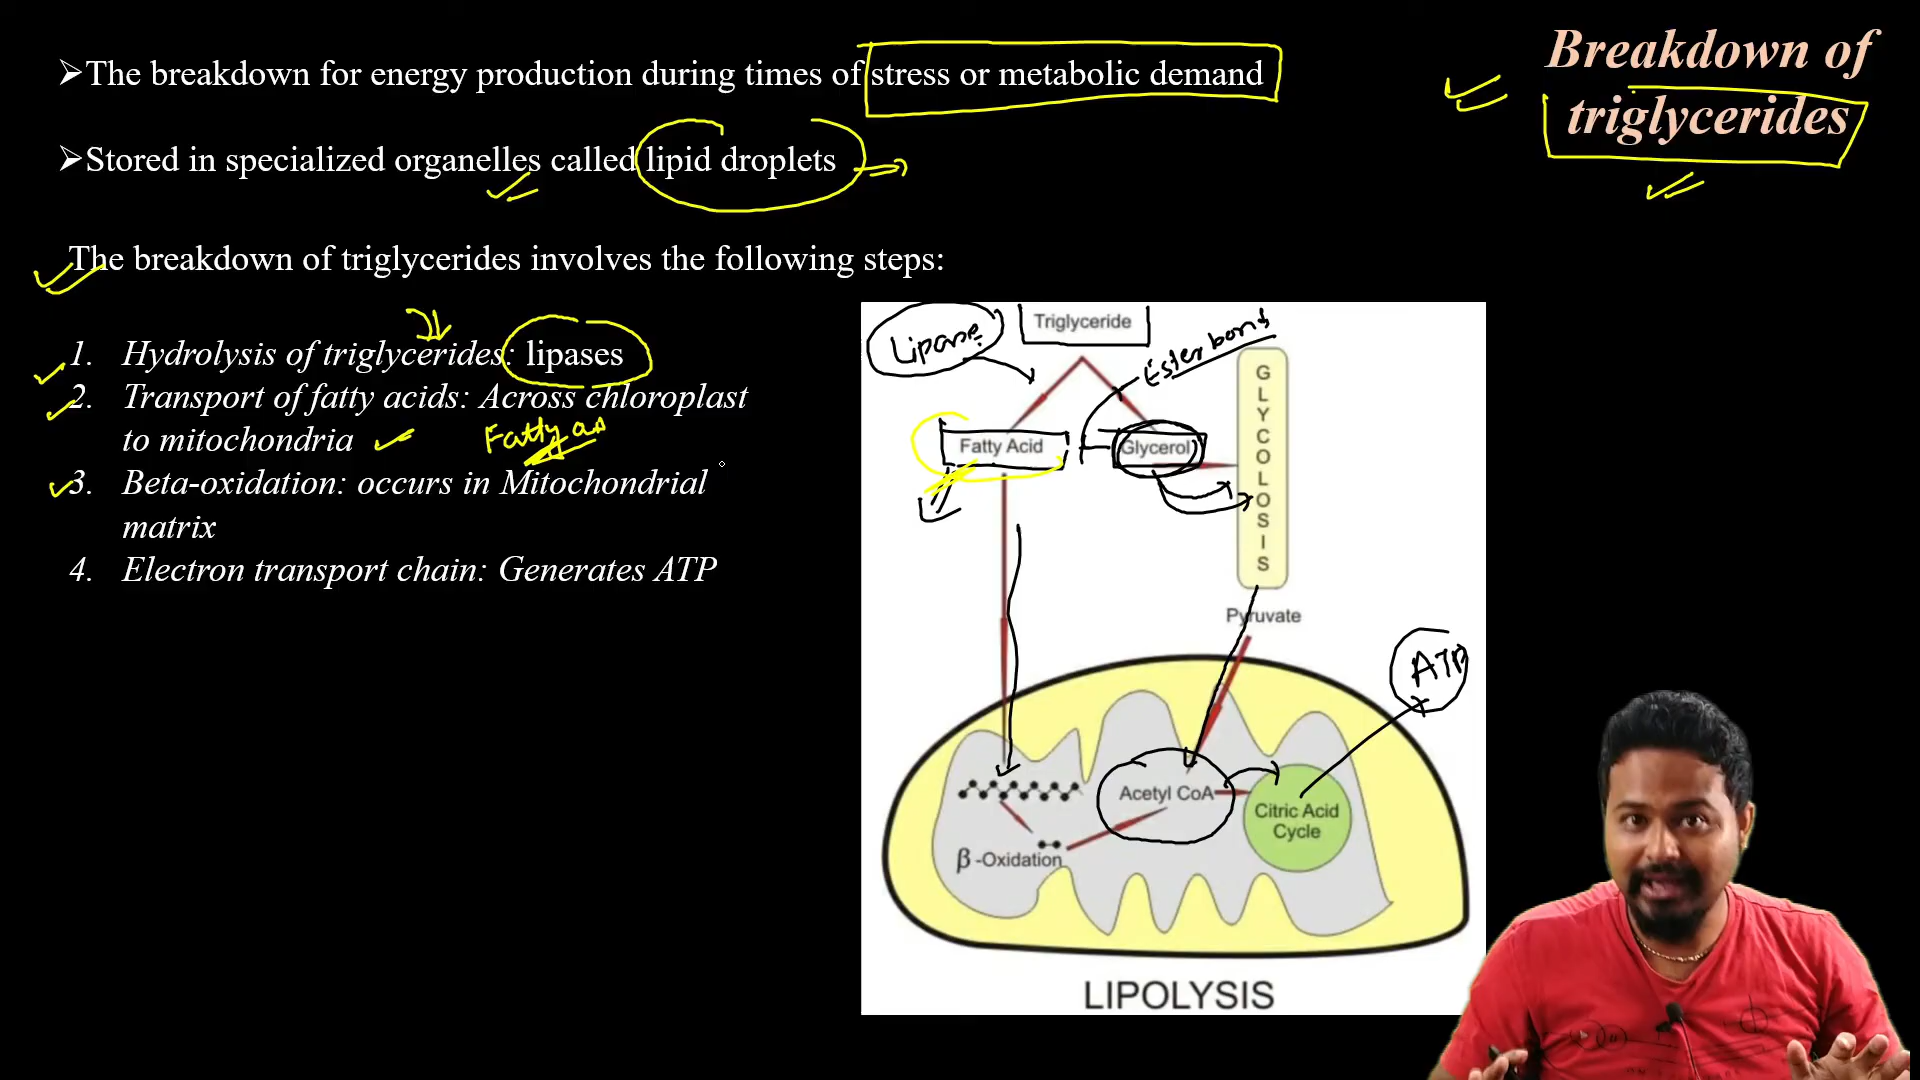 Breakdown of
triglycerides
➢The breakdown for energy production during times of stress or metabolic demand
➢Stored in specialized organelles called lipid droplets
The breakdown of triglycerides involves the following steps:
1. Hydrolysis of triglycerides: lipases
2. Transport of fatty acids: Across chloroplast
to mitochondria
Fatty as
3. Beta-oxidation: occurs in Mitochondrial
matrix
4. Electron transport chain: Generates ATP
Lipase
Triglyceride
Ester bond
Fatty Acid
Glycerol
GLYCOLOSIS
Pyruvate
ATP
Acetyl CoA
Citric Acid
Cycle
β -Oxidation
LIPOLYSIS